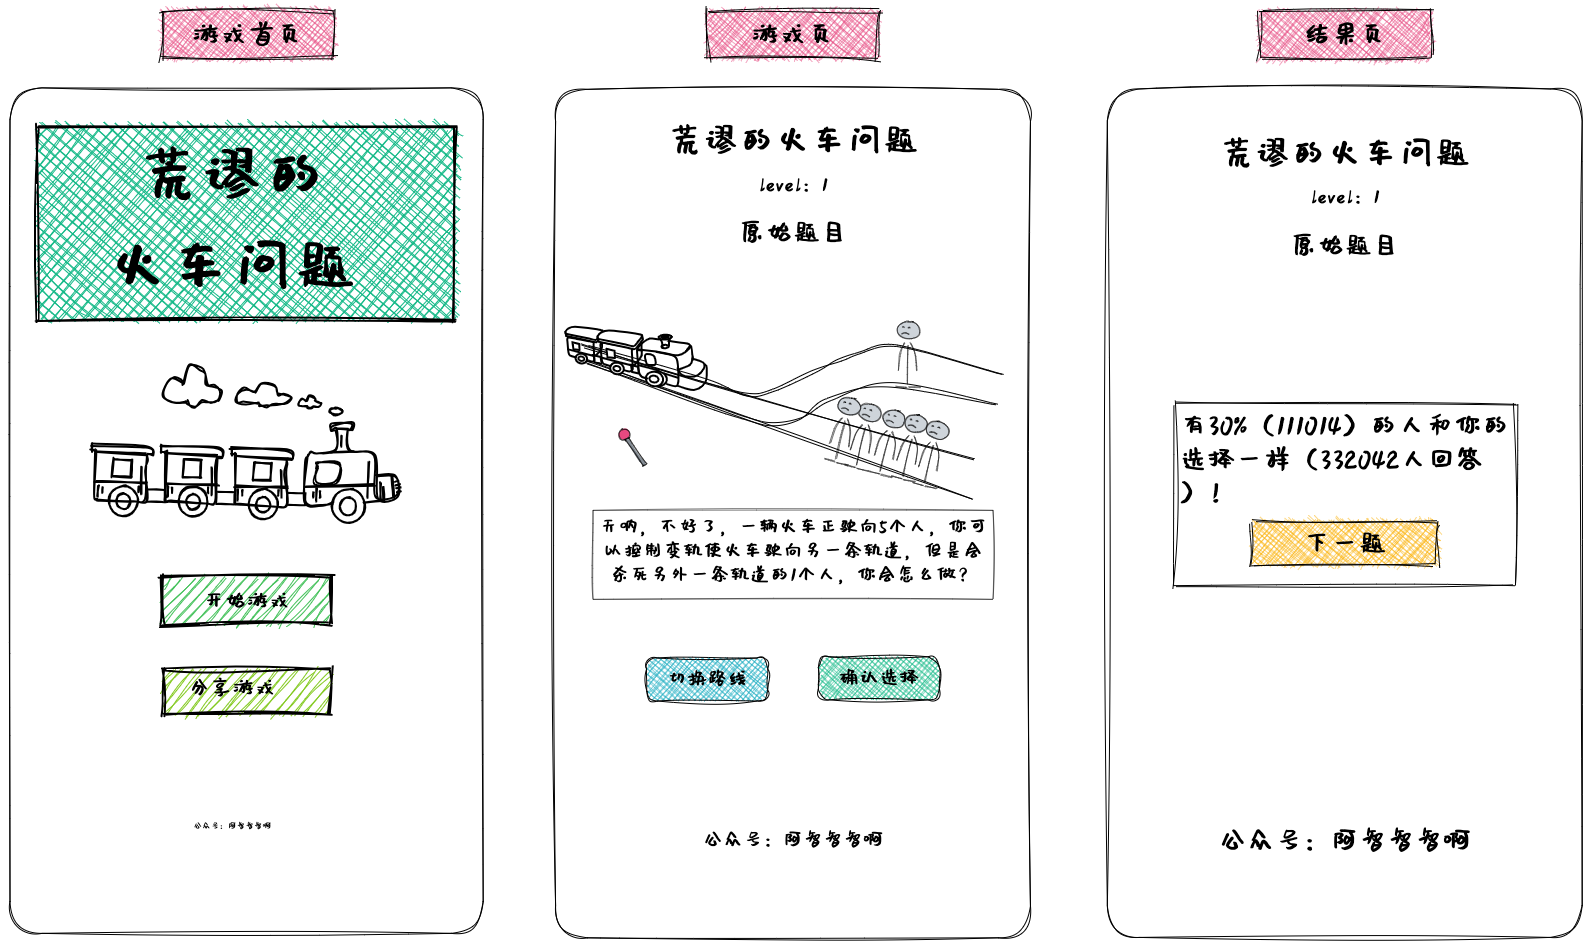 游戏首页
荒谬的
火车问题
开始游戏
分享游戏
公众号：阿智智智啊
游戏页
荒谬的火车问题
level：1
原始题目
天呐，不好了，一辆火车正驶向5个人，你可
以控制变轨使火车驶向另一条轨道，但是会
杀死另外一条轨道的1个人，你会怎么做？
切换路线
确认选择
公众号：阿智智智啊
结果页
荒谬的火车问题
level：1
原始题目
有30%（111014）的人和你的
选择一样（332042人回答
）！
下一题
公众号：阿智智智啊